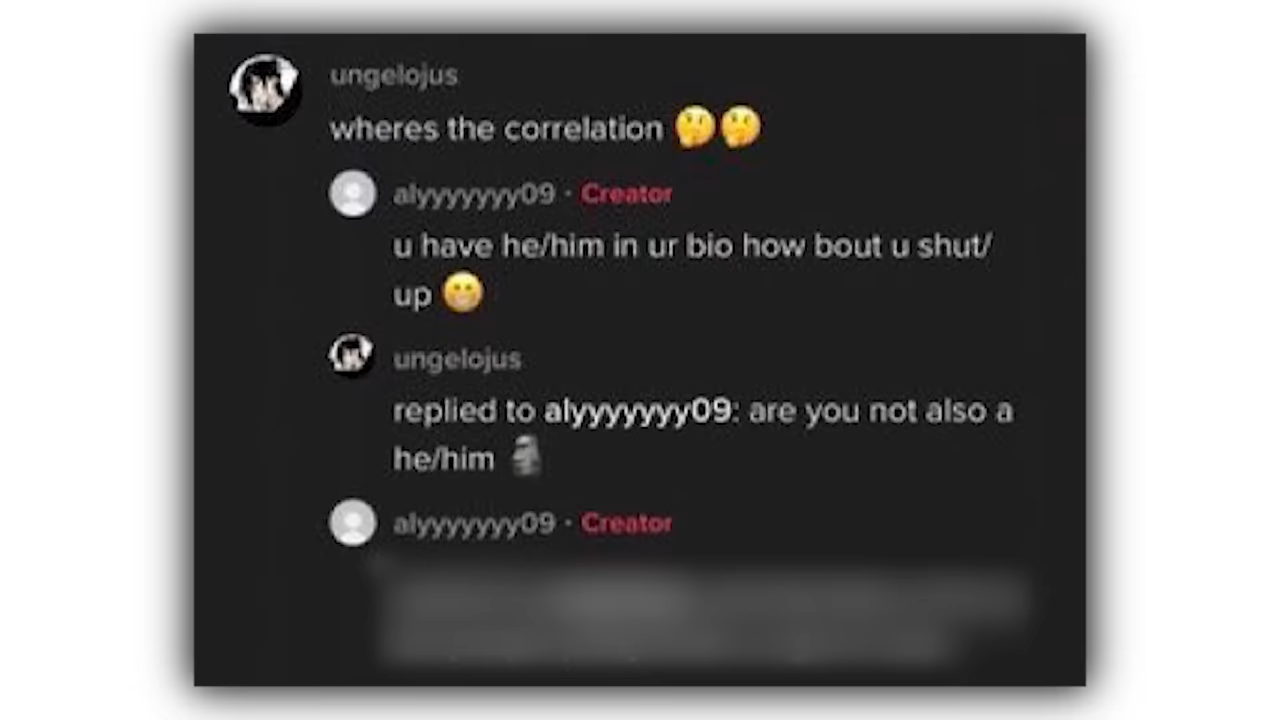 ungelojus
wheres the correlation 🤔🤔
alyyyyyyy09 · Creator
u have he/him in ur bio how bout u shut/
up 😁
ungelojus
replied to alyyyyyyy09: are you not also a
he/him 🗿
alyyyyyyy09 · Creator